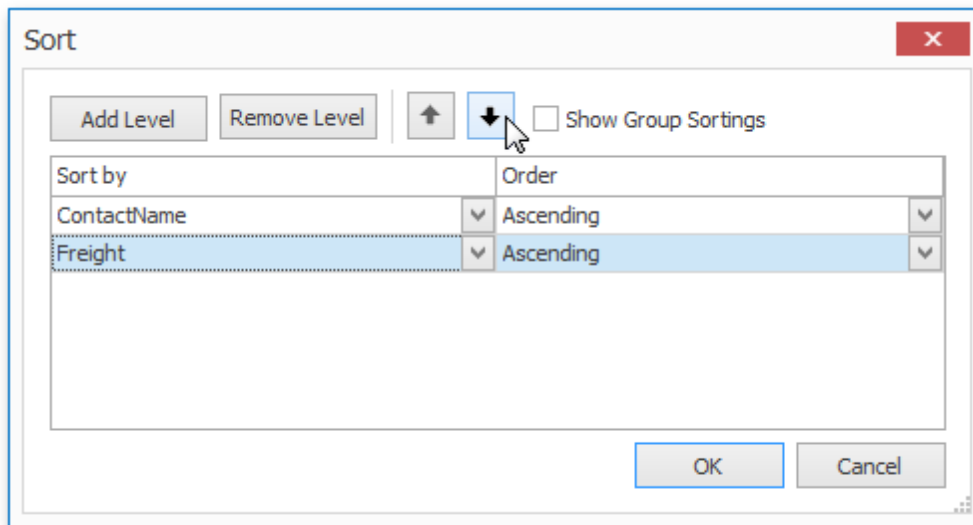 Sort
Add Level Remove Level Show Group Sortings
Sort by Order
ContactName Ascending
Freight Ascending
OK Cancel